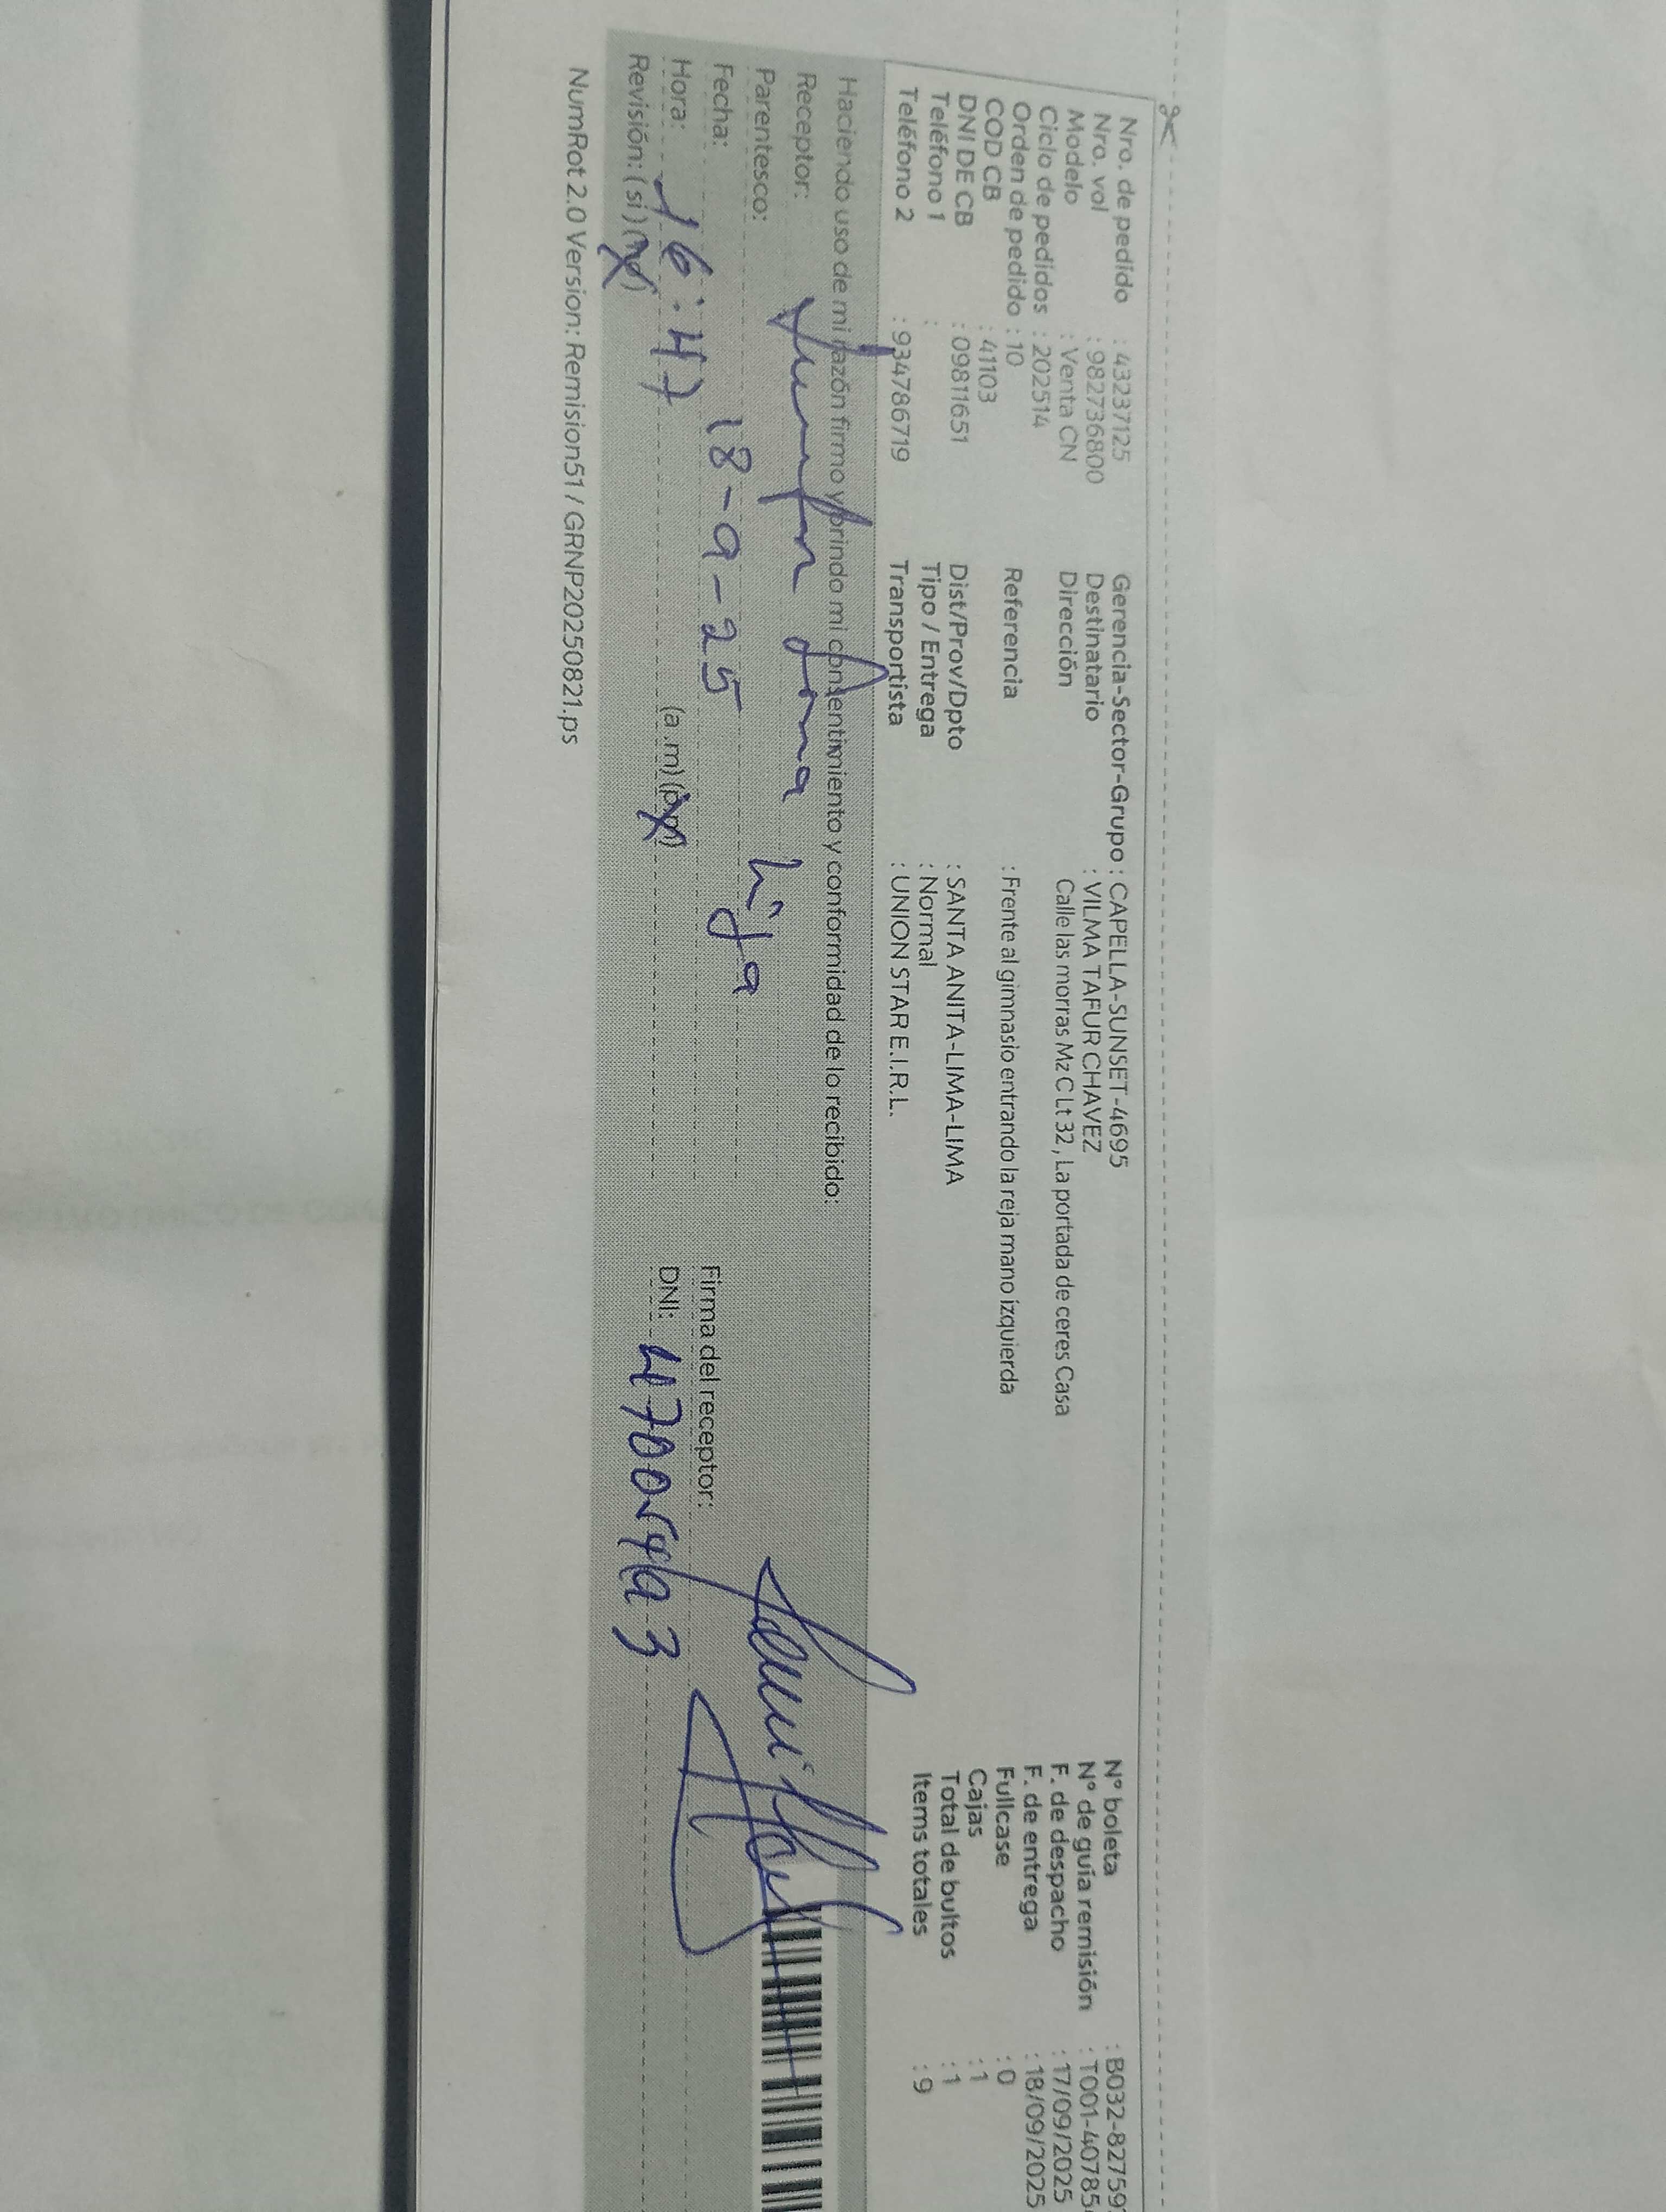 Nro. de pedido : 43237125
Nro. vol : 982736800
Modelo : Venta CN
Ciclo de pedidos : 202514
Orden de pedido : 10
COD CB : 41103
DNI DE CB : 09811651
Teléfono 1 :
Teléfono 2 : 934786719
Gerencia-Sector-Grupo : CAPELLA-SUNSET-4695
Destinatario : VILMA TAFUR CHAVEZ
Dirección Calle las morras Mz C Lt 32 , La portada de ceres Casa
Referencia : Frente al gimnasio entrando la reja mano izquierda
Dist/Prov/Dpto : SANTA ANITA-LIMA-LIMA
Tipo / Entrega : Normal
Transportista : UNION STAR E.I.R.L.
N° boleta : B032-82759
N° de guía remisión : T001-40785
F. de despacho : 17/09/2025
F. de entrega : 18/09/2025
Fullcase : 0
Cajas : 1
Total de bultos : 1
Items totales : 9
Haciendo uso de mi razón firmo y brindo mi consentimiento y conformidad de lo recibido:
Receptor:
Parentesco: hija
Fecha: 18-9-25
Hora: 16:47 (a.m) (p.m)
Revisión: ( si ) (no)
Firma del receptor:
DNI:
NumRot 2.0 Version: Remision51 / GRNP20250821.ps